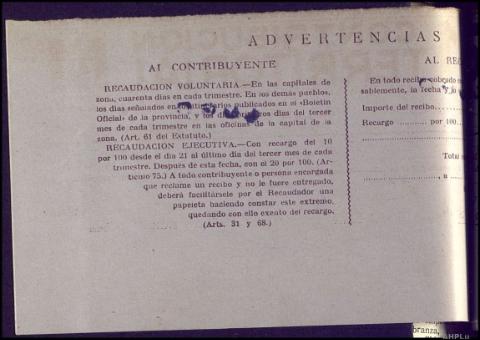 ADVERTENCIAS
AL CONTRIBUYENTE
RECAUDACION VOLUNTARIA.—En las capitales de
zona, cuarenta días en cada trimestre. En los demás pueblos,
los días señalados en publicados en el «Boletín
Oficial» de la provincia, y los días del tercer
mes de cada trimestre en las oficinas de la capital de la
zona. (Art. 61 del Estatuto.)
RECAUDACION EJECUTIVA.—Con recargo del 10
por 100 desde el día 21 al último día del tercer mes de cada
trimestre. Después de esta fecha, con el 20 por 100. (Ar-
tículo 75.) A todo contribuyente o persona encargada
que reclame un recibo y no le fuere entregado,
deberá facilitársele por el Recaudador una
papeleta haciendo constar este extremo,
quedando con ello exento del recargo.
(Arts. 31 y 68.)
AL REC
En todo recibo cobrado
sablemente, la fecha y
Importe del recibo
Recargo por 100
Total
a
branza,
AHPLu